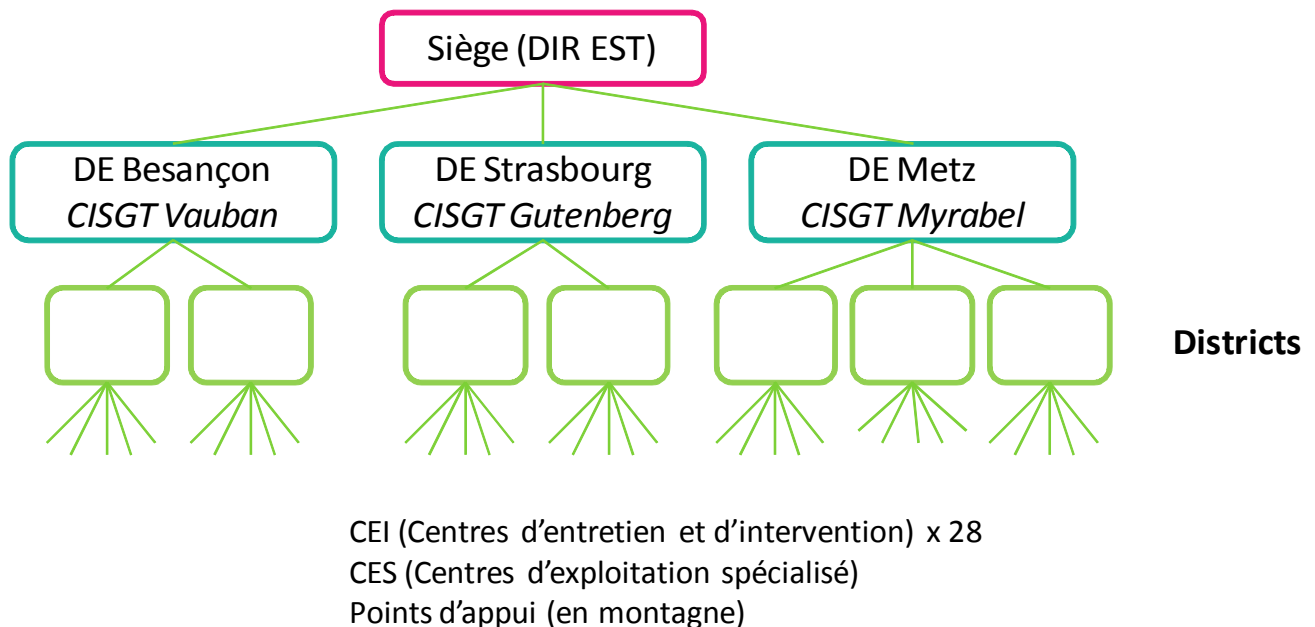 Siège (DIR EST)
DE Besançon
CISGT Vauban
DE Strasbourg
CISGT Gutenberg
DE Metz
CISGT Myrabel
Districts
CEI (Centres d’entretien et d’intervention) x 28
CES (Centres d’exploitation spécialisé)
Points d’appui (en montagne)